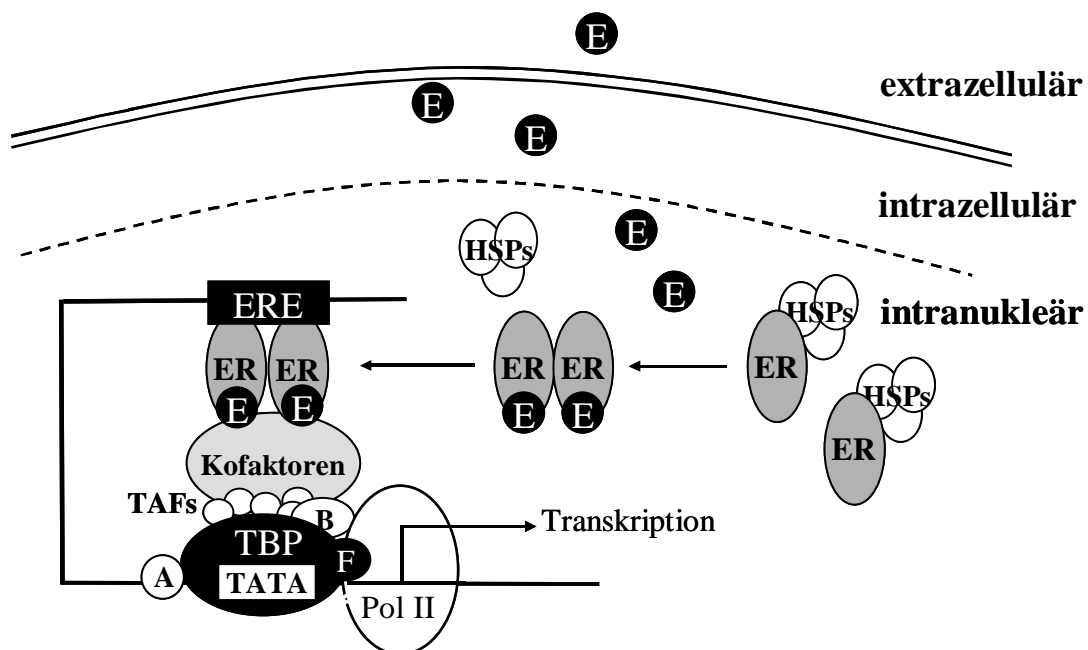 E
extrazellulär
E
E
intrazellulär
E
HSPs
E
HSPs
intranukleär
ERE
ER ER
ER ER
ER
HSPs
E E
E E
ER
Kofaktoren
TAFs
B
Transkription
TBP
F
A
TATA
Pol II